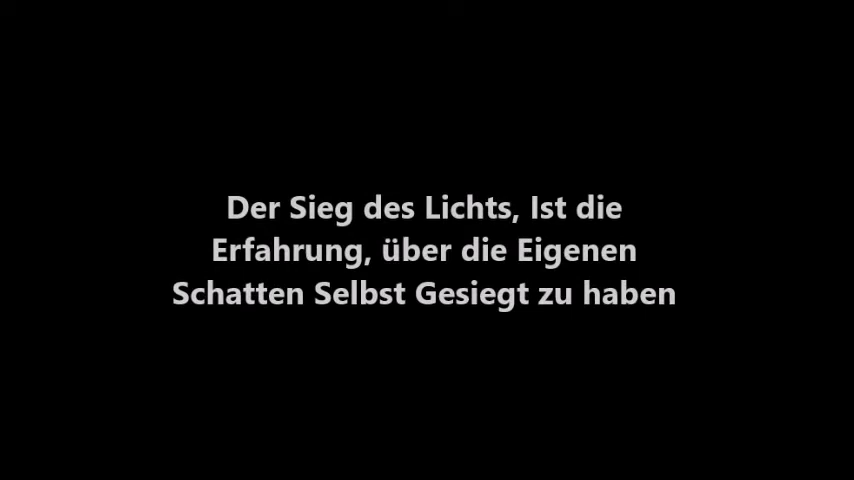 Der Sieg des Lichts, Ist die
Erfahrung, über die Eigenen
Schatten Selbst Gesiegt zu haben